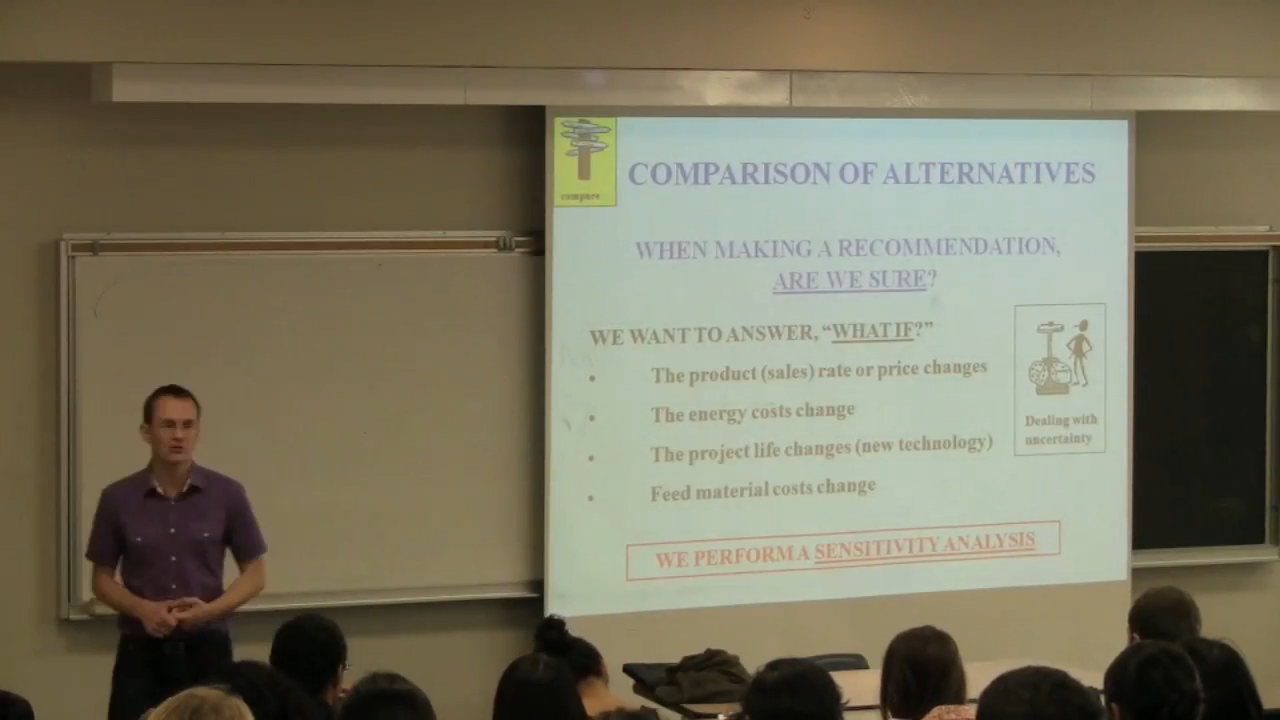 compare
COMPARISON OF ALTERNATIVES
WHEN MAKING A RECOMMENDATION,
ARE WE SURE?
WE WANT TO ANSWER, “WHAT IF?”
• The product (sales) rate or price changes
• The energy costs change
• The project life changes (new technology)
• Feed material costs change
Dealing with
uncertainty
WE PERFORM A SENSITIVITY ANALYSIS